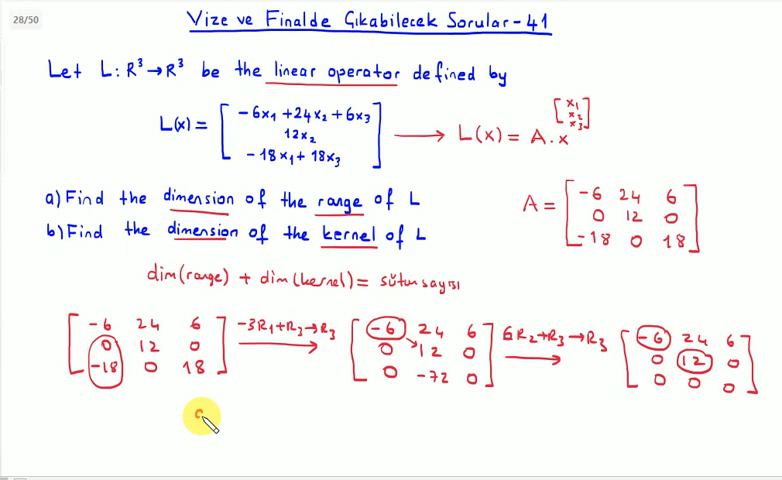 28/50
Vize ve Finalde Çıkabilecek Sorular - 41
Let L: R³→R³ be the linear operator defined by
L(x) = [ -6x₁ + 24x₂ + 6x₃
12x₂
-18x₁ + 18x₃ ] → L(x) = A . x
[ x₁
x₂
x₃ ]
a) Find the dimension of the range of L
b) Find the dimension of the kernel of L
A = [ -6 24 6
0 12 0
-18 0 18 ]
dim(range) + dim(kernel) = sütun sayısı
[ -6 24 6
0 12 0
-18 0 18 ]
-3R₁+R₃→R₃
[ -6 24 6
0 12 0
0 -72 0 ]
6R₂+R₃→R₃
[ -6 24 6
0 12 0
0 0 0 ]